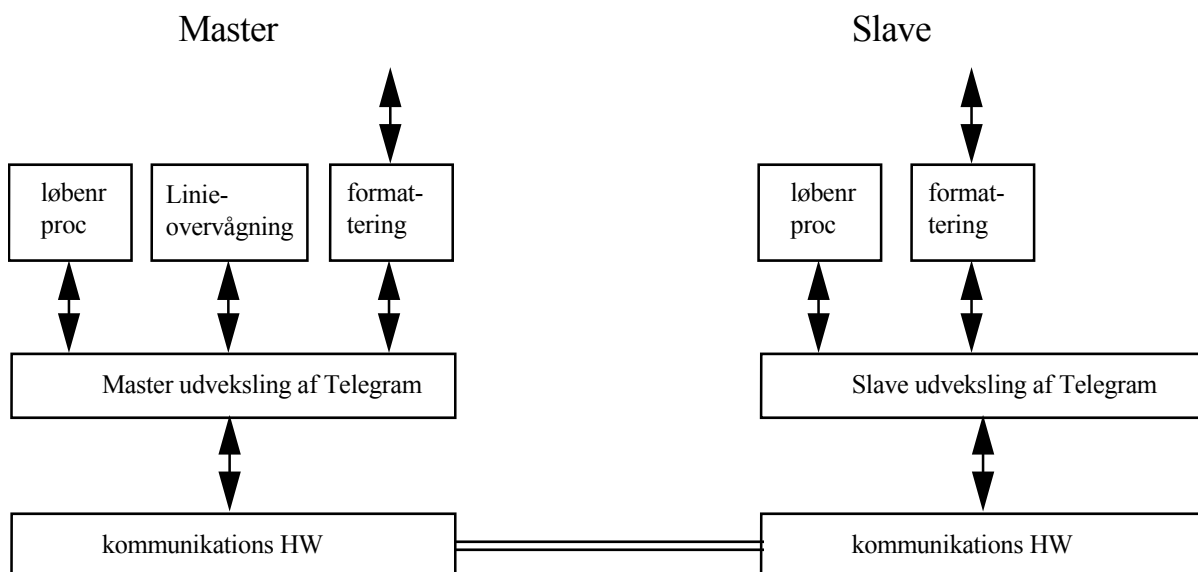 Master
Slave
løbenr
proc
Linie-
overvågning
format-
tering
løbenr
proc
format-
tering
Master udveksling af Telegram
Slave udveksling af Telegram
kommunikations HW
kommunikations HW